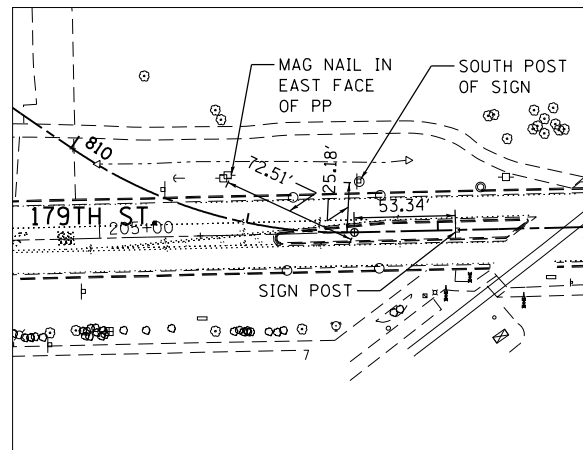 MAG NAIL IN
EAST FACE
OF PP
SOUTH POST
OF SIGN
810
72.51'
25.18'
53.34'
179TH ST.
205+00
SIGN POST
7